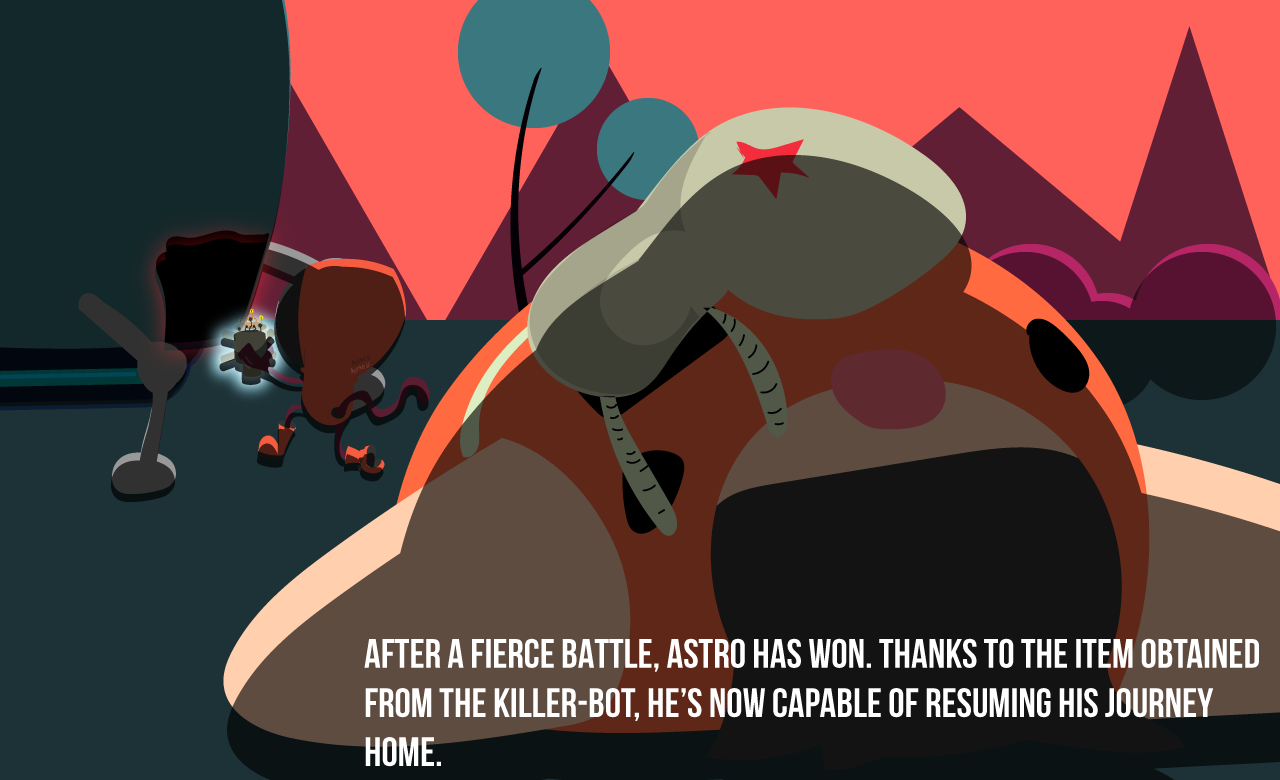 AFTER A FIERCE BATTLE, ASTRO HAS WON. THANKS TO THE ITEM OBTAINED
FROM THE KILLER-BOT, HE’S NOW CAPABLE OF RESUMING HIS JOURNEY
HOME.